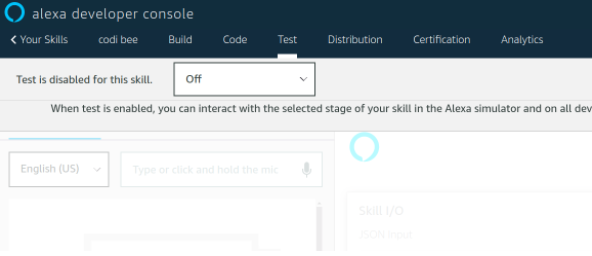 alexa developer console
Your Skills codi bee Build Code Test Distribution Certification Analytics
Test is disabled for this skill. Off
When test is enabled, you can interact with the selected stage of your skill in the Alexa simulator and on all dev
English (US) Type or click and hold the mic
Skill I/O
JSON Input